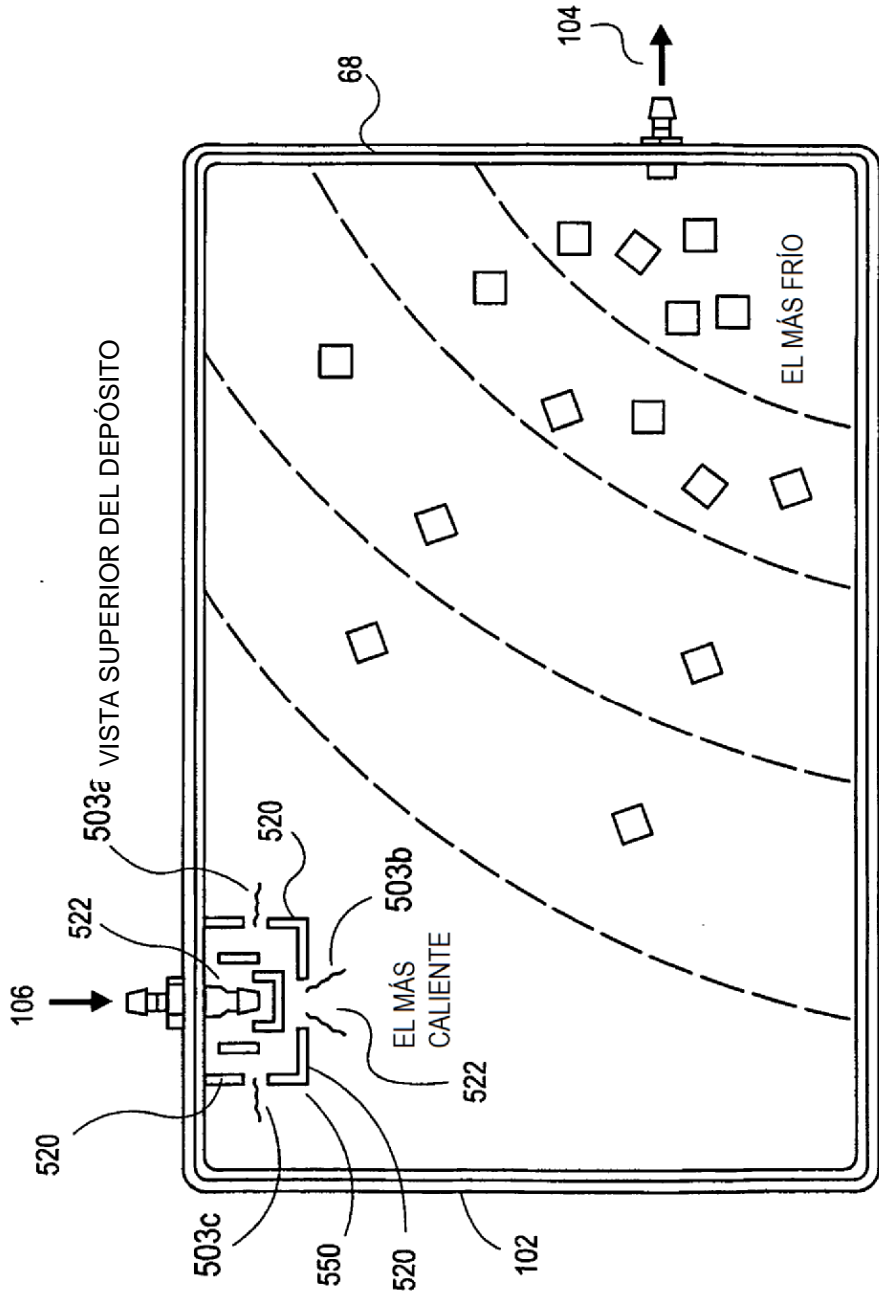 VISTA SUPERIOR DEL DEPÓSITO
106
104
68
522
503a
520
520
503b
EL MÁS
CALIENTE
522
EL MÁS FRÍO
503c
550
520
102